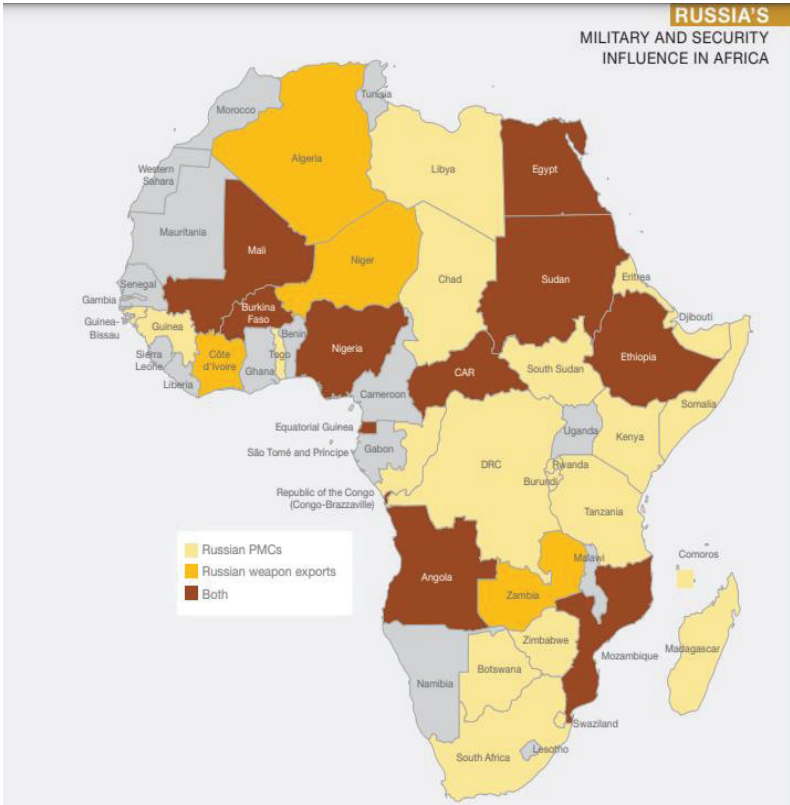 RUSSIA'S
MILITARY AND SECURITY
INFLUENCE IN AFRICA
Tunisia
Morocco
Algeria
Libya
Egypt
Western
Sahara
Mauritania
Mali
Niger
Chad
Sudan
Eritrea
Senegal
Gambia
Guinea-
Bissau
Guinea
Burkina
Faso
Djibouti
Sierra
Leone
Liberia
Côte
d'Ivoire
Ghana
Togo
Benin
Nigeria
CAR
South Sudan
Ethiopia
Somalia
Cameroon
Equatorial Guinea
São Tomé and Príncipe
Gabon
Uganda
Kenya
DRC
Rwanda
Burundi
Republic of the Congo
(Congo-Brazzaville)
Tanzania
Comoros
Russian PMCs
Russian weapon exports
Both
Angola
Zambia
Malawi
Zimbabwe
Mozambique
Madagascar
Namibia
Botswana
Swaziland
South Africa
Lesotho